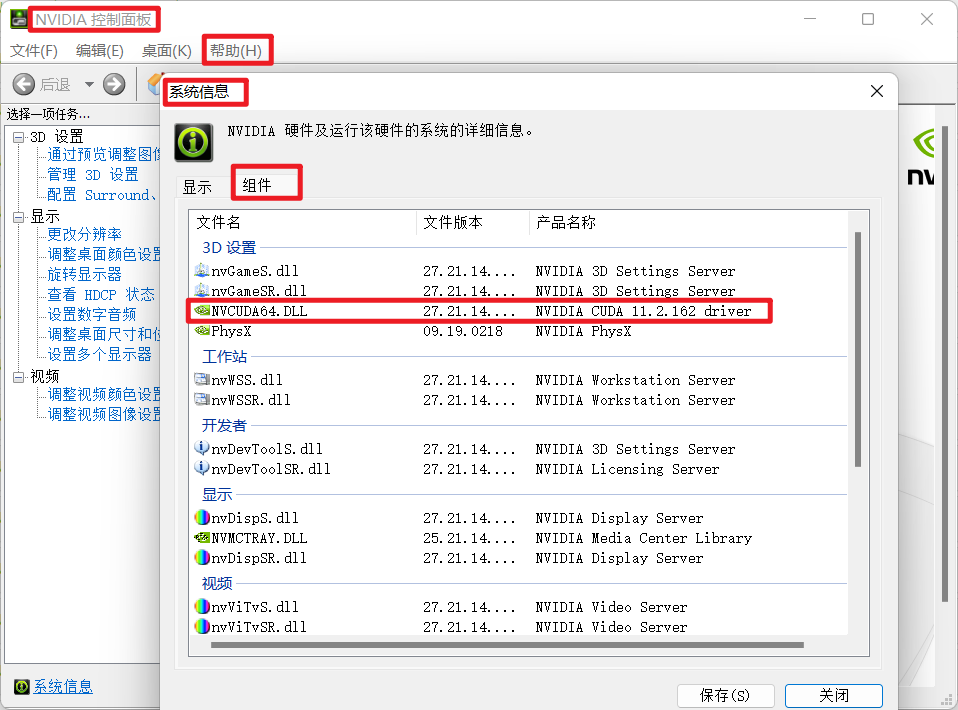 NVIDIA 控制面板
文件(F) 编辑(E) 桌面(K) 帮助(H)
后退
选择一项任务...
3D 设置
通过预览调整图像
管理 3D 设置
配置 Surround、
显示
更改分辨率
调整桌面颜色设置
旋转显示器
查看 HDCP 状态
设置数字音频
调整桌面尺寸和位
设置多个显示器
视频
调整视频颜色设置
调整视频图像设置
系统信息
系统信息
NVIDIA 硬件及运行该硬件的系统的详细信息。
显示 组件
文件名 文件版本 产品名称
3D 设置
nvGameS.dll 27.21.14.... NVIDIA 3D Settings Server
nvGameSR.dll 27.21.14.... NVIDIA 3D Settings Server
NVCUDA64.DLL 27.21.14.... NVIDIA CUDA 11.2.162 driver
PhysX 09.19.0218 NVIDIA PhysX
工作站
nvWSS.dll 27.21.14.... NVIDIA Workstation Server
nvWSSR.dll 27.21.14.... NVIDIA Workstation Server
开发者
nvDevToolS.dll 27.21.14.... NVIDIA 3D Settings Server
nvDevToolSR.dll 27.21.14.... NVIDIA Licensing Server
显示
nvDispS.dll 27.21.14.... NVIDIA Display Server
NVMCTRAY.DLL 25.21.14.... NVIDIA Media Center Library
nvDispSR.dll 27.21.14.... NVIDIA Display Server
视频
nvViTvS.dll 27.21.14.... NVIDIA Video Server
nvViTvSR.dll 27.21.14.... NVIDIA Video Server
保存(S) 关闭
nv